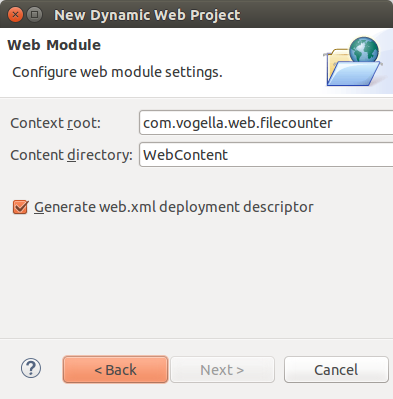 New Dynamic Web Project
Web Module
Configure web module settings.
Context root: com.vogella.web.filecounter
Content directory: WebContent
Generate web.xml deployment descriptor
? < Back Next > Cancel